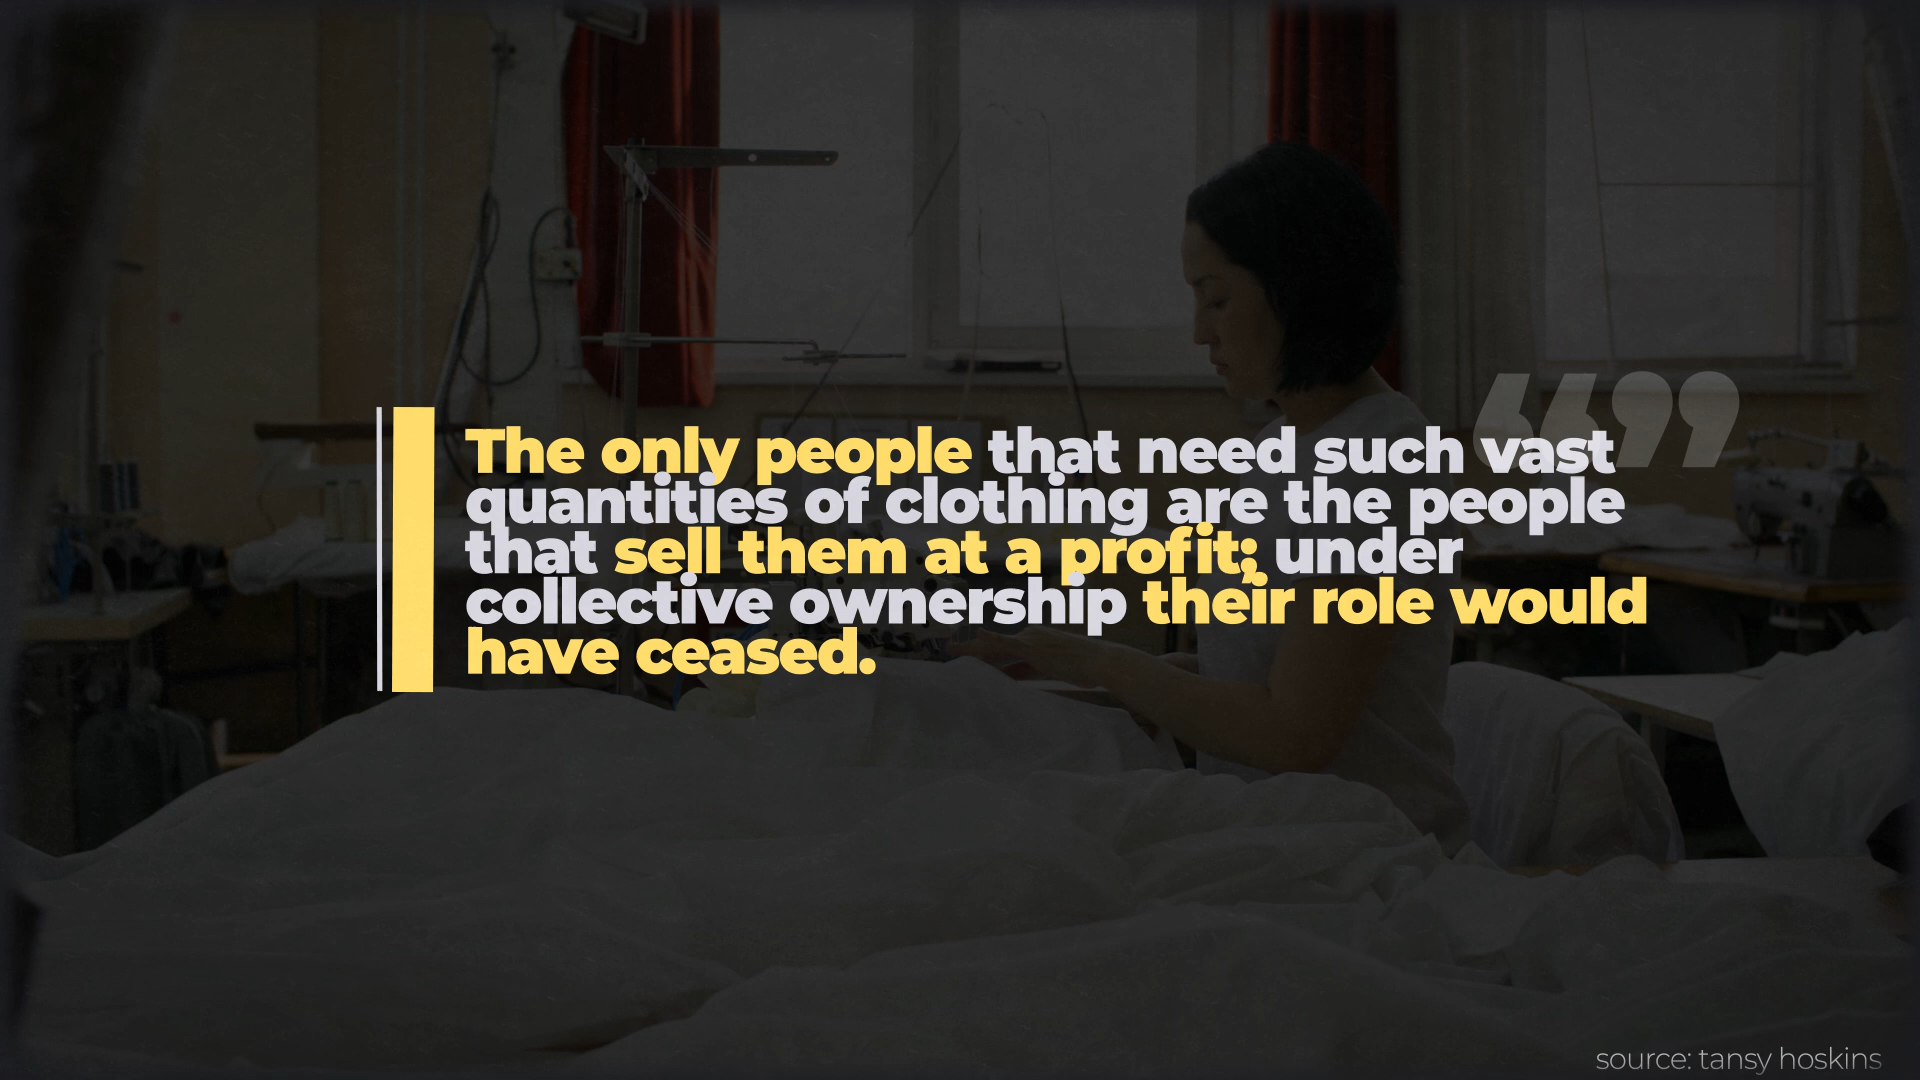 The only people that need such vast
quantities of clothing are the people
that sell them at a profit; under
collective ownership their role would
have ceased.
source: tansy hoskins